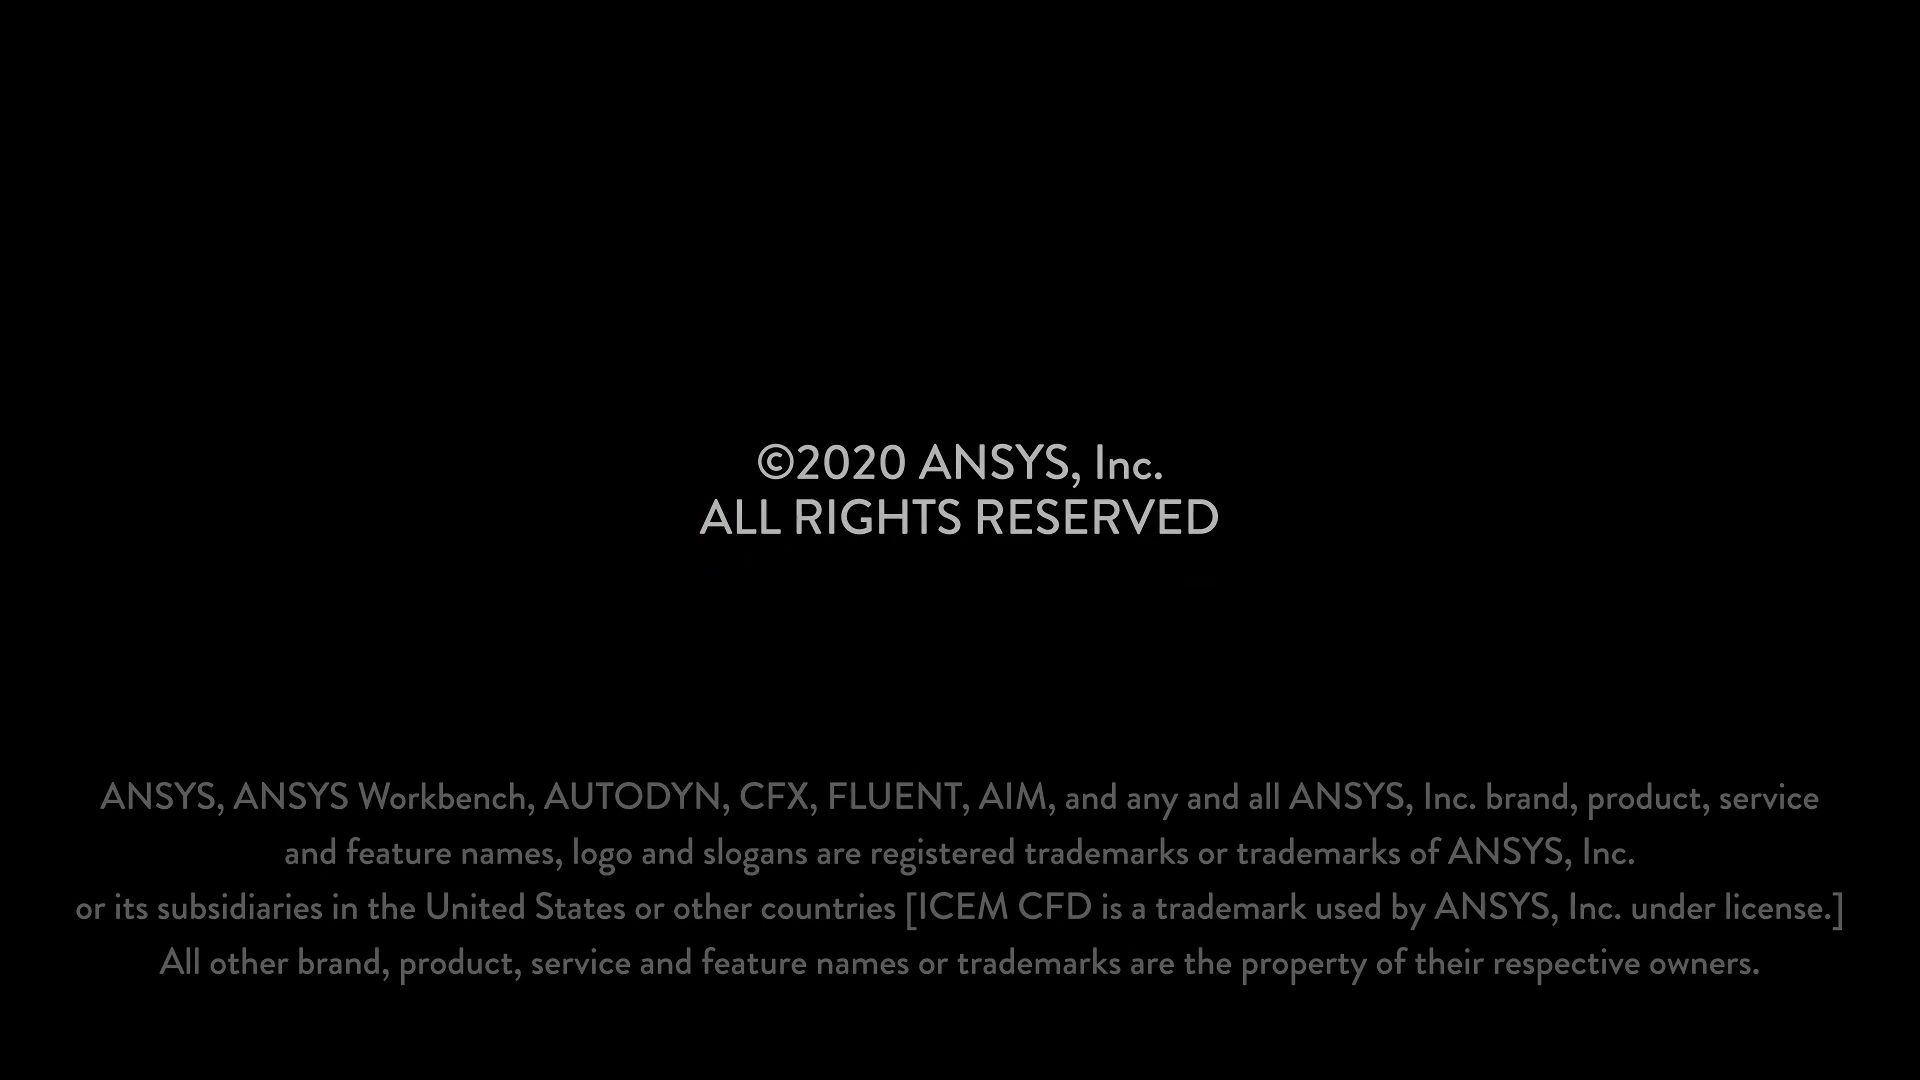 ©2020 ANSYS, Inc.
ALL RIGHTS RESERVED
ANSYS, ANSYS Workbench, AUTODYN, CFX, FLUENT, AIM, and any and all ANSYS, Inc. brand, product, service
and feature names, logo and slogans are registered trademarks or trademarks of ANSYS, Inc.
or its subsidiaries in the United States or other countries [ICEM CFD is a trademark used by ANSYS, Inc. under license.]
All other brand, product, service and feature names or trademarks are the property of their respective owners.